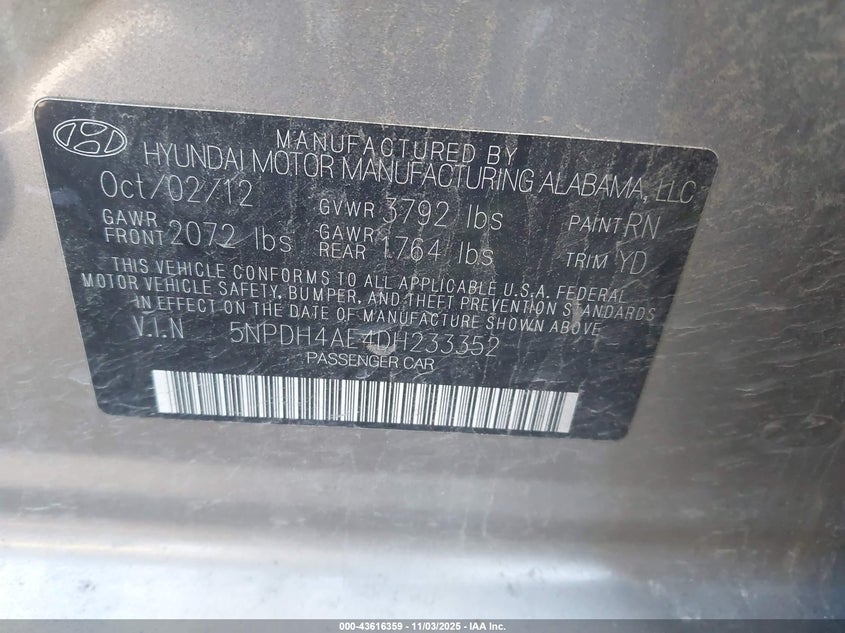 MANUFACTURED BY
HYUNDAI MOTOR MANUFACTURING ALABAMA, LLC
Oct/02/12 GVWR 3792 lbs PAINT RN
GAWR FRONT 2072 lbs GAWR REAR 1764 lbs TRIM YD
THIS VEHICLE CONFORMS TO ALL APPLICABLE U.S.A. FEDERAL
MOTOR VEHICLE SAFETY, BUMPER, AND THEFT PREVENTION STANDARDS
IN EFFECT ON THE DATE OF MANUFACTURE SHOWN ABOVE
V.I.N 5NPDH4AE4DH233352
PASSENGER CAR
000-43616359 - 11/03/2025 - IAA Inc.